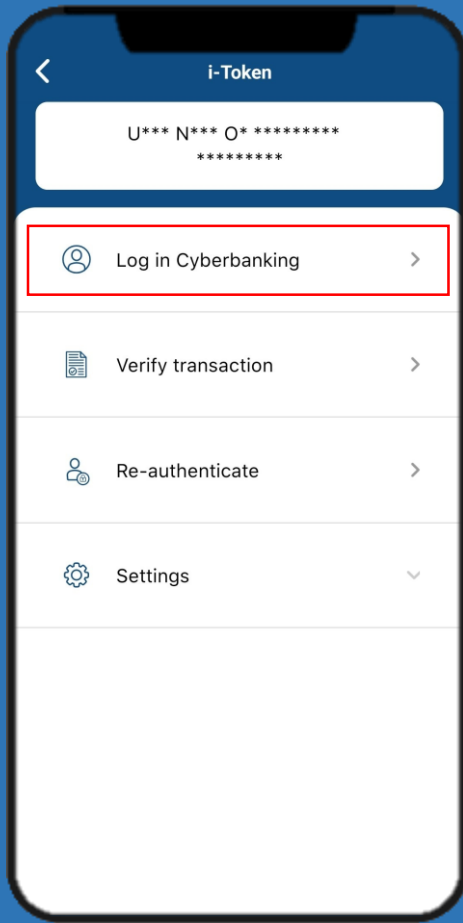 i-Token
U*** N*** O* *********
*********
Log in Cyberbanking
Verify transaction
Re-authenticate
Settings